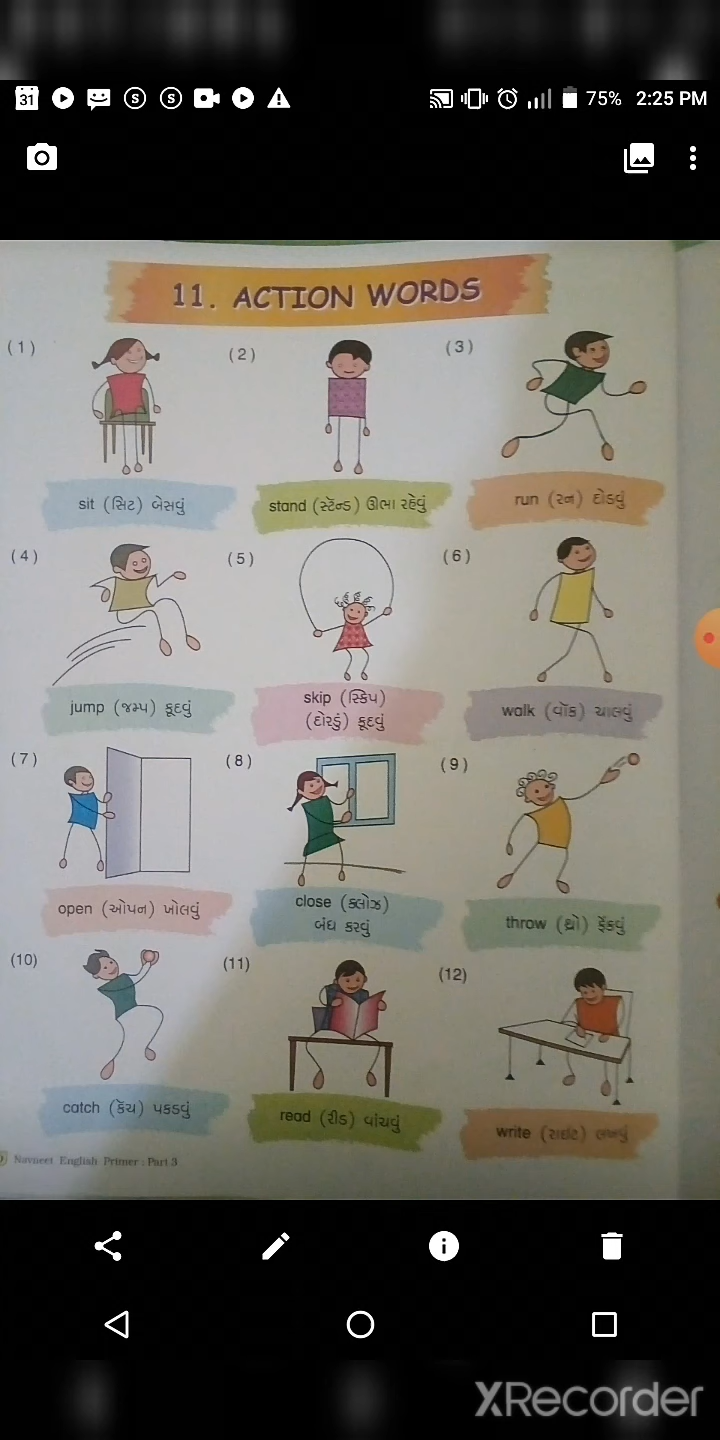 31
S
S
75% 2:25 PM
11. ACTION WORDS
(1)
(2)
(3)
sit (સિટ) બેસવું
stand (સ્ટૅન્ડ) ઊભા રહેવું
run (રન) દોડવું
(4)
(5)
(6)
jump (જમ્પ) કૂદવું
skip (સ્કિપ)
(દોરડું) કૂદવું
walk (વૉક) ચાલવું
(7)
(8)
(9)
open (ઓપન) ખોલવું
close (ક્લોઝ)
બંધ કરવું
throw (થ્રો) ફેંકવું
(10)
(11)
(12)
catch (કૅચ) પકડવું
read (રીડ) વાંચવું
write (રાઇટ) લખવું
Navneet English Primer : Part 3
XRecorder